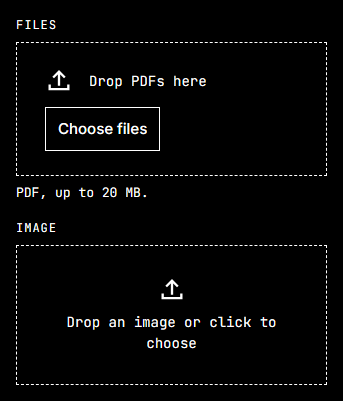 FILES
Drop PDFs here
Choose files
PDF, up to 20 MB.
IMAGE
Drop an image or click to
choose